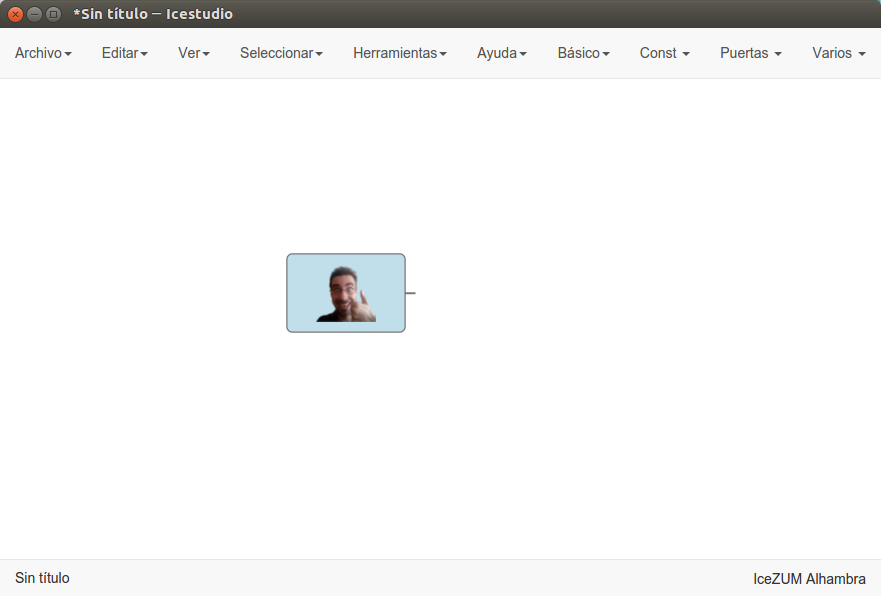 *Sin título — Icestudio
Archivo Editar Ver Seleccionar Herramientas Ayuda Básico Const Puertas Varios
Sin título IceZUM Alhambra